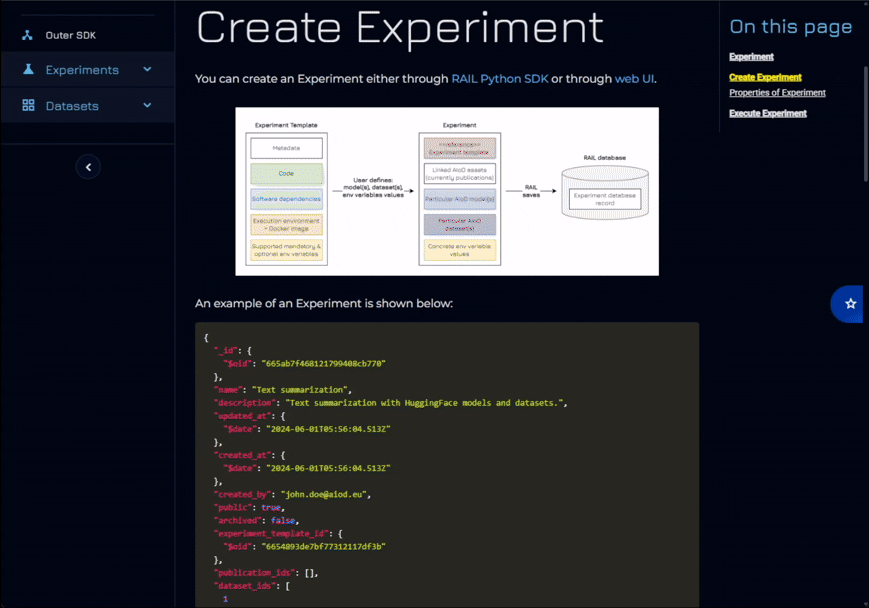 Outer SDK
Experiments
Datasets
Create Experiment
You can create an Experiment either through RAIL Python SDK or through web UI.
Experiment Template
Metadata
Code
Software dependencies
Execution environment
+ Docker image
Supported mandatory &
optional env variables
User defines:
model(s), dataset(s),
env variables values
Experiment
Experiment template
Linked AIoD assets
(currently publications)
Particular AIoD model(s)
Particular AIoD
dataset(s)
Concrete env variable
values
RAIL
saves
RAIL database
Experiment database
record
An example of an Experiment is shown below:
{
"_id": {
"$oid": "665ab7f468121799408cb770"
},
"name": "Text summarization",
"description": "Text summarization with HuggingFace models and datasets.",
"updated_at": {
"$date": "2024-06-01T05:56:04.513Z"
},
"created_at": {
"$date": "2024-06-01T05:56:04.513Z"
},
"created_by": "john.doe@aiod.eu",
"public": true,
"archived": false,
"experiment_template_id": {
"$oid": "6654893de7bf77312117df3b"
},
"publication_ids": [],
"dataset_ids": [
1
On this page
Experiment
Create Experiment
Properties of Experiment
Execute Experiment